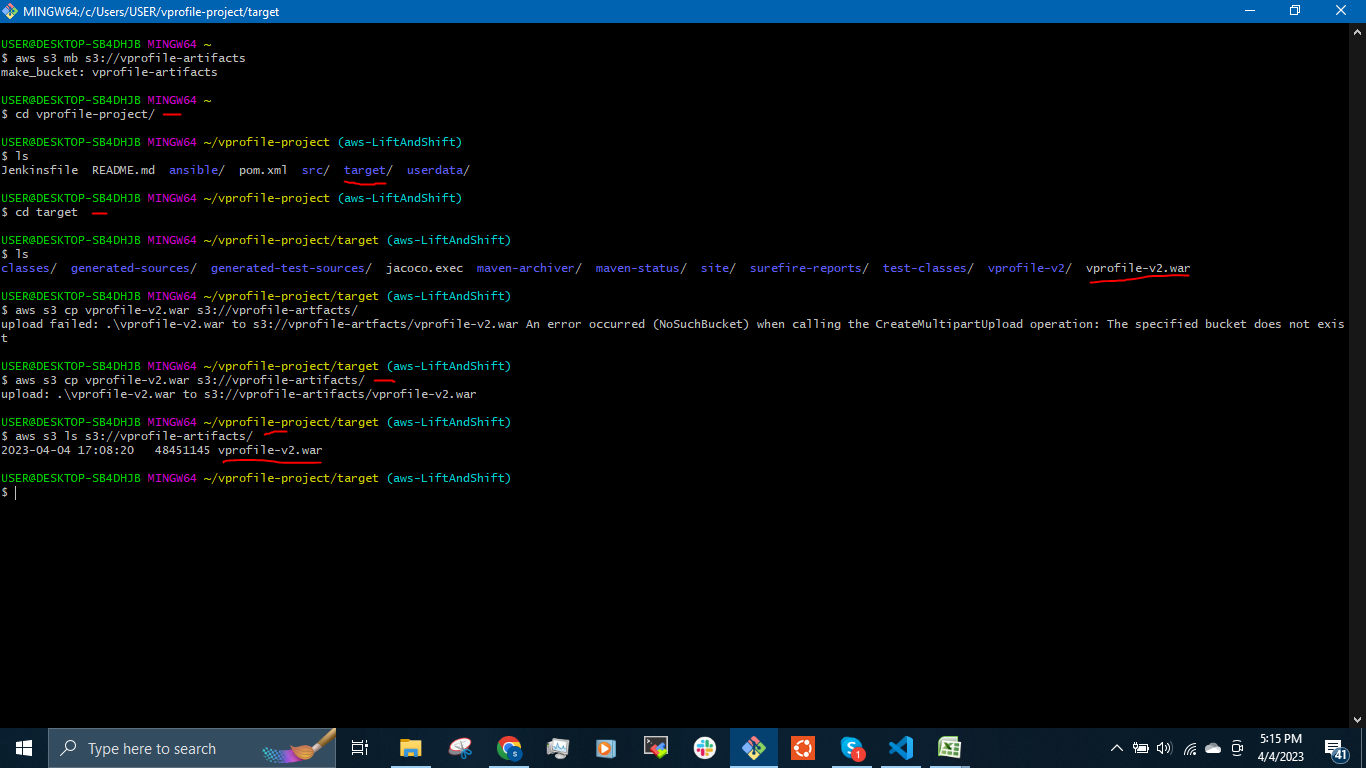 MINGW64:/c/Users/USER/vprofile-project/target
USER@DESKTOP-SB4DHJB MINGW64 ~
$ aws s3 mb s3://vprofile-artifacts
make_bucket: vprofile-artifacts
USER@DESKTOP-SB4DHJB MINGW64 ~
$ cd vprofile-project/
USER@DESKTOP-SB4DHJB MINGW64 ~/vprofile-project (aws-LiftAndShift)
$ ls
Jenkinsfile  README.md  ansible/  pom.xml  src/  target/  userdata/
USER@DESKTOP-SB4DHJB MINGW64 ~/vprofile-project (aws-LiftAndShift)
$ cd target
USER@DESKTOP-SB4DHJB MINGW64 ~/vprofile-project/target (aws-LiftAndShift)
$ ls
classes/  generated-sources/  generated-test-sources/  jacoco.exec  maven-archiver/  maven-status/  site/  surefire-reports/  test-classes/  vprofile-v2/  vprofile-v2.war
USER@DESKTOP-SB4DHJB MINGW64 ~/vprofile-project/target (aws-LiftAndShift)
$ aws s3 cp vprofile-v2.war s3://vprofile-artfacts/
upload failed: .\vprofile-v2.war to s3://vprofile-artfacts/vprofile-v2.war An error occurred (NoSuchBucket) when calling the CreateMultipartUpload operation: The specified bucket does not exis
t
USER@DESKTOP-SB4DHJB MINGW64 ~/vprofile-project/target (aws-LiftAndShift)
$ aws s3 cp vprofile-v2.war s3://vprofile-artifacts/
upload: .\vprofile-v2.war to s3://vprofile-artifacts/vprofile-v2.war
USER@DESKTOP-SB4DHJB MINGW64 ~/vprofile-project/target (aws-LiftAndShift)
$ aws s3 ls s3://vprofile-artifacts/
2023-04-04 17:08:20   48451145 vprofile-v2.war
USER@DESKTOP-SB4DHJB MINGW64 ~/vprofile-project/target (aws-LiftAndShift)
$
Type here to search
S
S
1
5:15 PM
4/4/2023
41